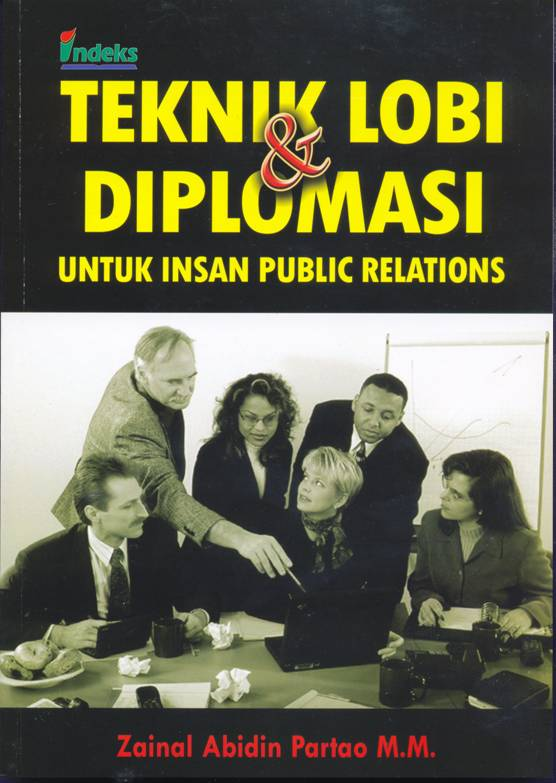 indeks
TEKNIK LOBI
&
DIPLOMASI
UNTUK INSAN PUBLIC RELATIONS
Zainal Abidin Partao M.M.